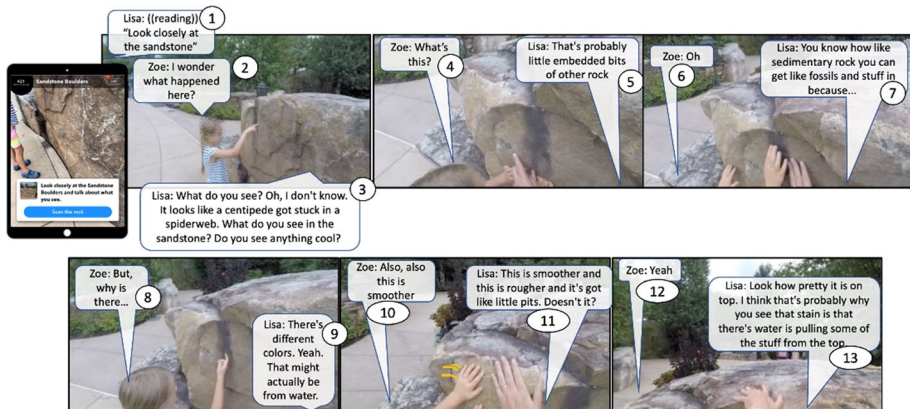 Lisa: ((reading))
“Look closely at
the sandstone”
1
Zoe: I wonder
what happened
here?
2
Sandstone Boulders
Look closely at the Sandstone
Boulders and talk about what
you see.
Scan the rock
Lisa: What do you see? Oh, I don't know.
It looks like a centipede got stuck in a
spiderweb. What do you see in the
sandstone? Do you see anything cool?
3
Zoe: What's
this?
4
Lisa: That's probably
little embedded bits
of other rock
5
Zoe: Oh
6
Lisa: You know how like
sedimentary rock you can
get like fossils and stuff in
because...
7
Zoe: But,
why is
there...
8
Lisa: There's
different
colors. Yeah.
That might
actually be
from water.
9
Zoe: Also, also
this is
smoother
10
Lisa: This is smoother and
this is rougher and it's got
like little pits. Doesn't it?
11
Zoe: Yeah
12
Lisa: Look how pretty it is on
top. I think that's probably why
you see that stain is that
there's water is pulling some of
the stuff from the top.
13